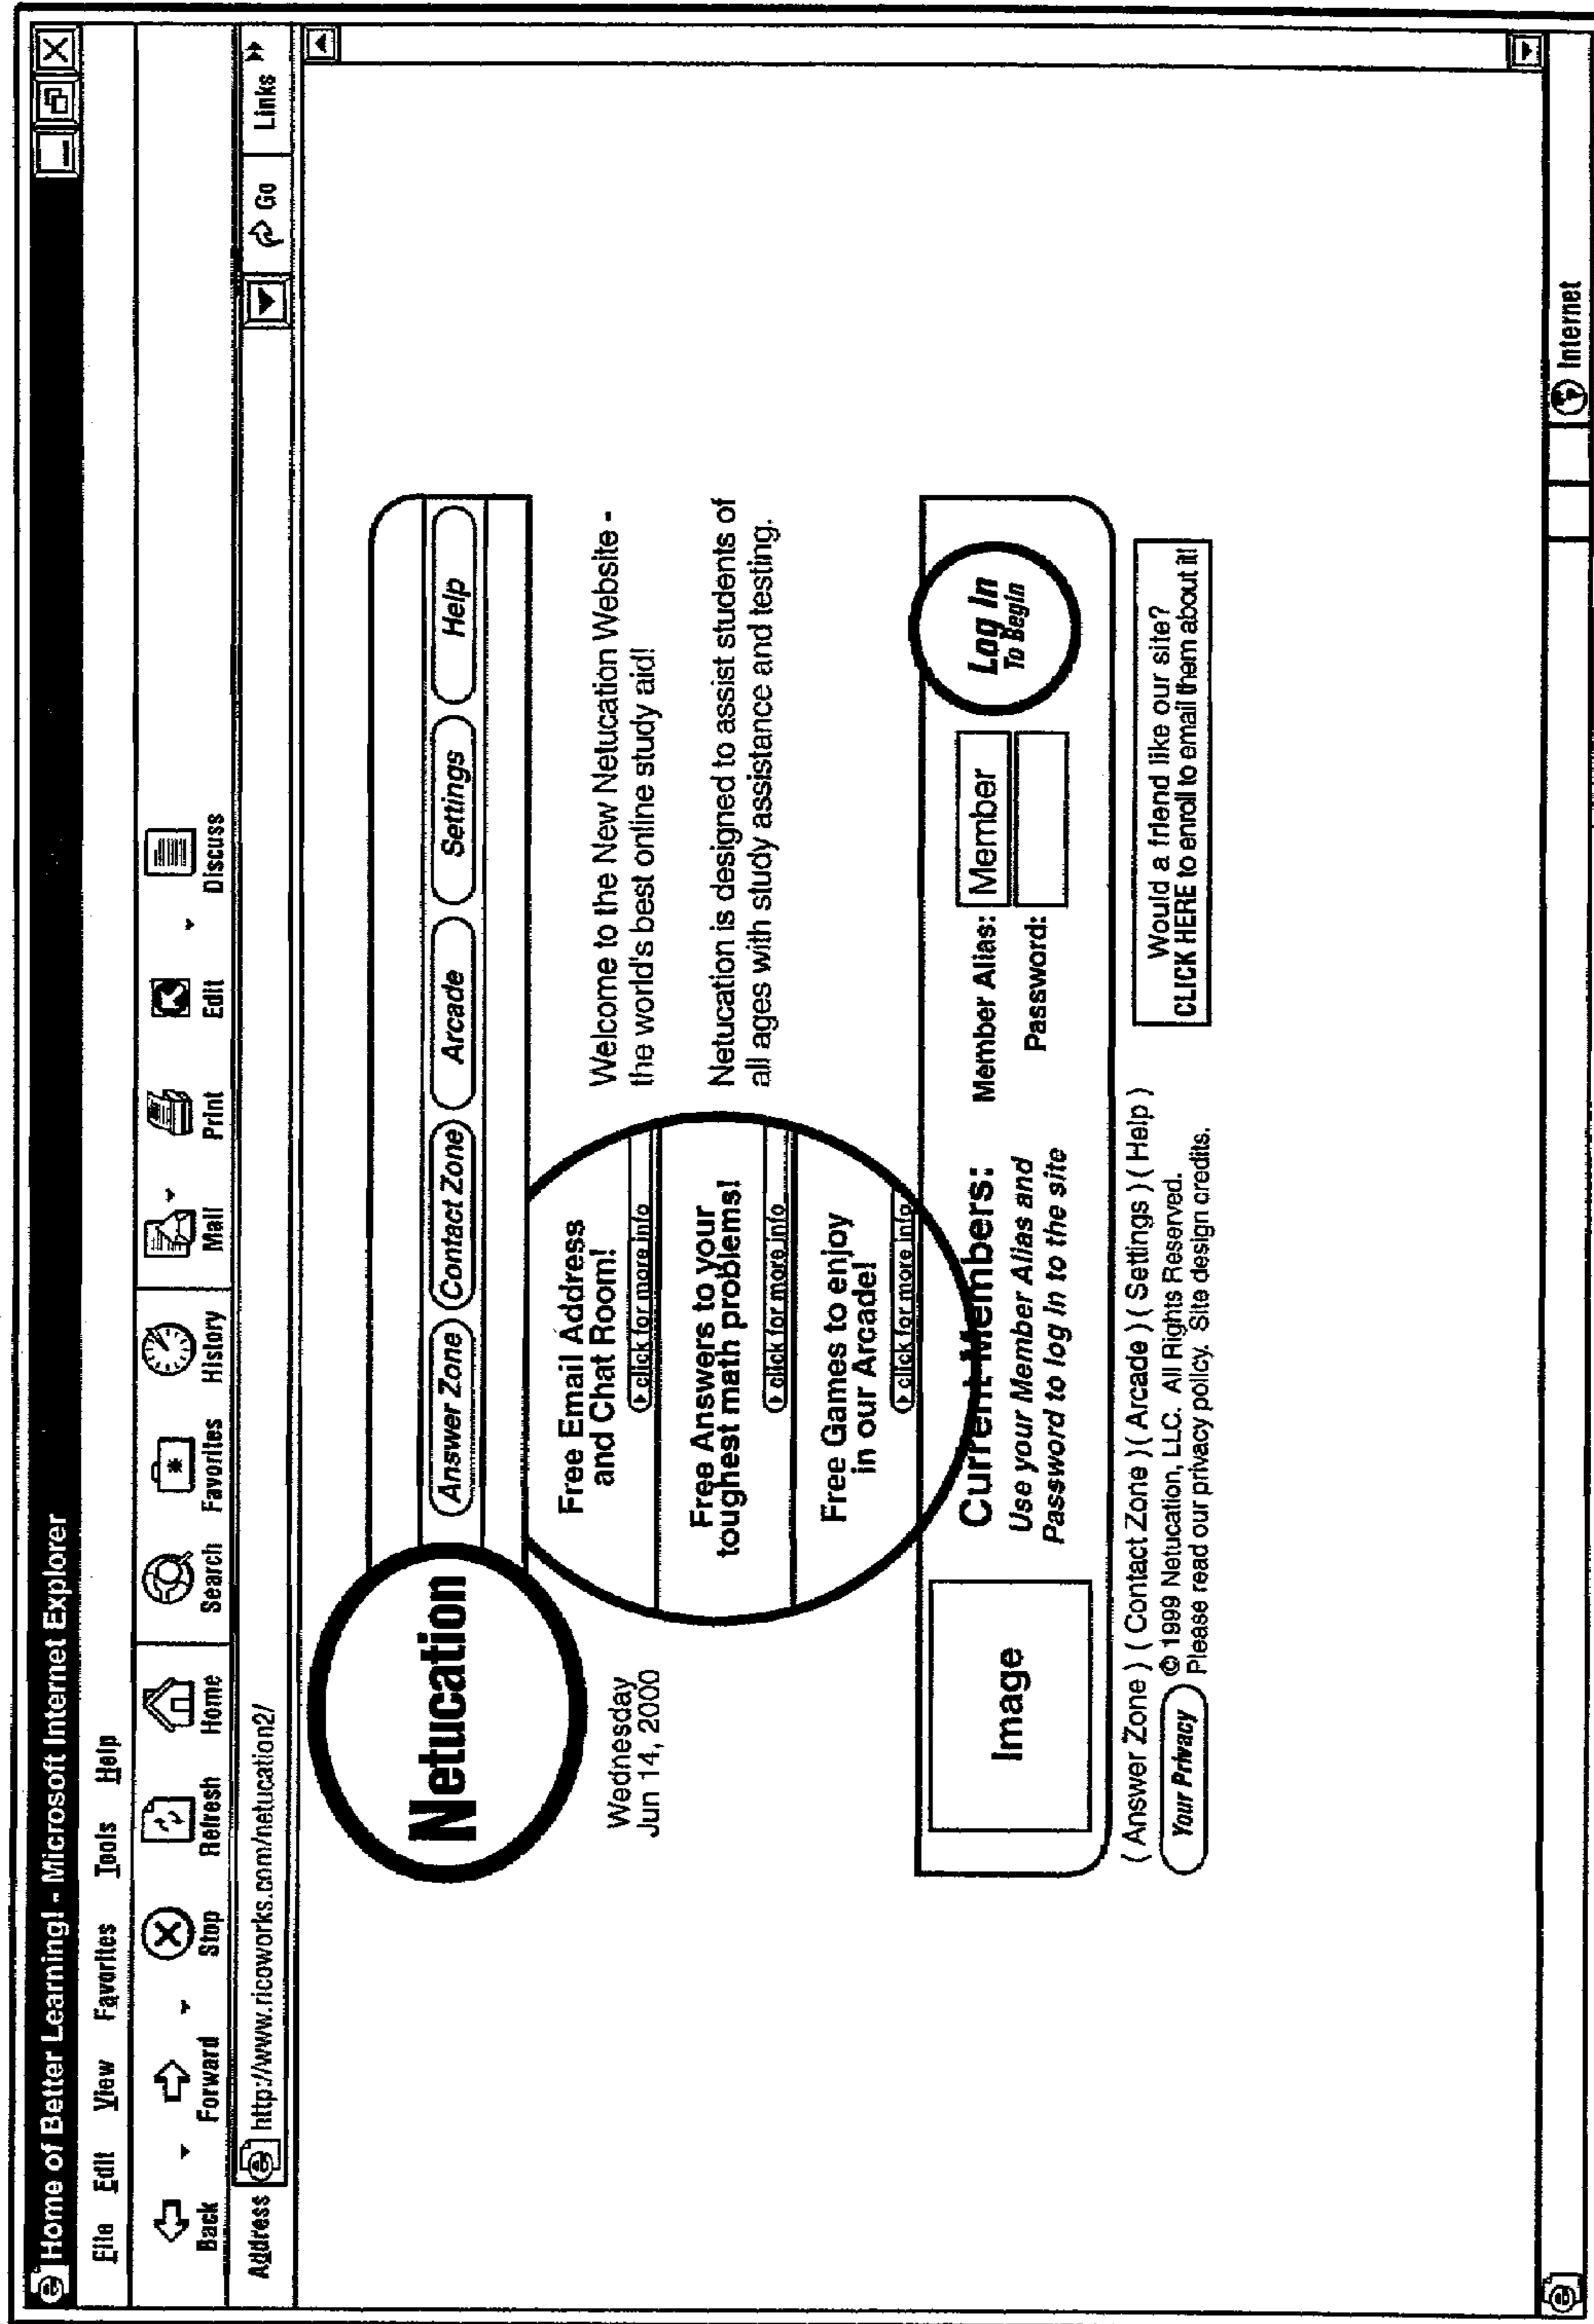 Home of Better Learning! - Microsoft Internet Explorer
File Edit View Favorites Tools Help
Back Forward Stop Refresh Home Search Favorites History Mail Print Edit Discuss
Address http://www.ricoworks.com/netucation2/ Go Links
Netucation
Answer Zone Contact Zone Arcade Settings Help
Wednesday
Jun 14, 2000
Free Email Address
and Chat Room!
click for more info
Free Answers to your
toughest math problems!
click for more info
Free Games to enjoy
in our Arcade!
click for more info
Welcome to the New Netucation Website -
the world's best online study aid!
Netucation is designed to assist students of
all ages with study assistance and testing.
Image
Current Members:
Use your Member Alias and
Password to log in to the site
Member Alias: Member
Password:
Log In
To Begin
( Answer Zone ) ( Contact Zone ) ( Arcade ) ( Settings ) ( Help )
Your Privacy
© 1999 Netucation, LLC. All Rights Reserved.
Please read our privacy policy. Site design credits.
Would a friend like our site?
CLICK HERE to enroll to email them about it!
Internet